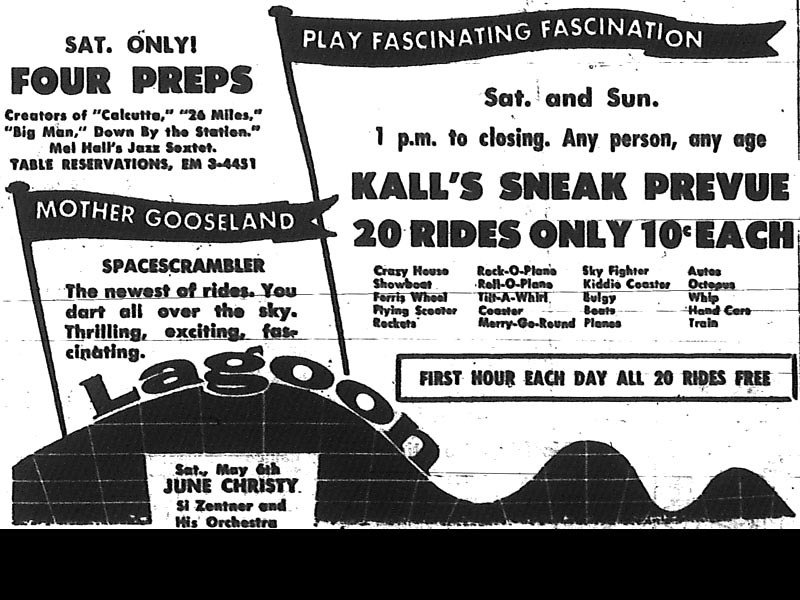 SAT. ONLY!
FOUR PREPS
Creators of "Calcutta," "26 Miles,"
"Big Man," Down By the Station."
Mel Hall's Jazz Sextet.
TABLE RESERVATIONS, EM 3-4451
PLAY FASCINATING FASCINATION
Sat. and Sun.
1 p.m. to closing. Any person, any age
KALL'S SNEAK PREVUE
20 RIDES ONLY 10¢ EACH
Crazy House Rock-O-Plane Sky Fighter Autos
Showboat Roll-O-Plane Kiddie Coaster Octopus
Ferris Wheel Tilt-A-Whirl Bulgy Whip
Flying Scooter Coaster Boats Hand Cars
Rockets Merry-Go-Round Planes Train
FIRST HOUR EACH DAY ALL 20 RIDES FREE
MOTHER GOOSELAND
SPACESCRAMBLER
The newest of rides. You
dart all over the sky.
Thrilling, exciting, fas-
cinating.
Lagoon
Sat., May 6th
JUNE CHRISTY
Si Zentner and
His Orchestra